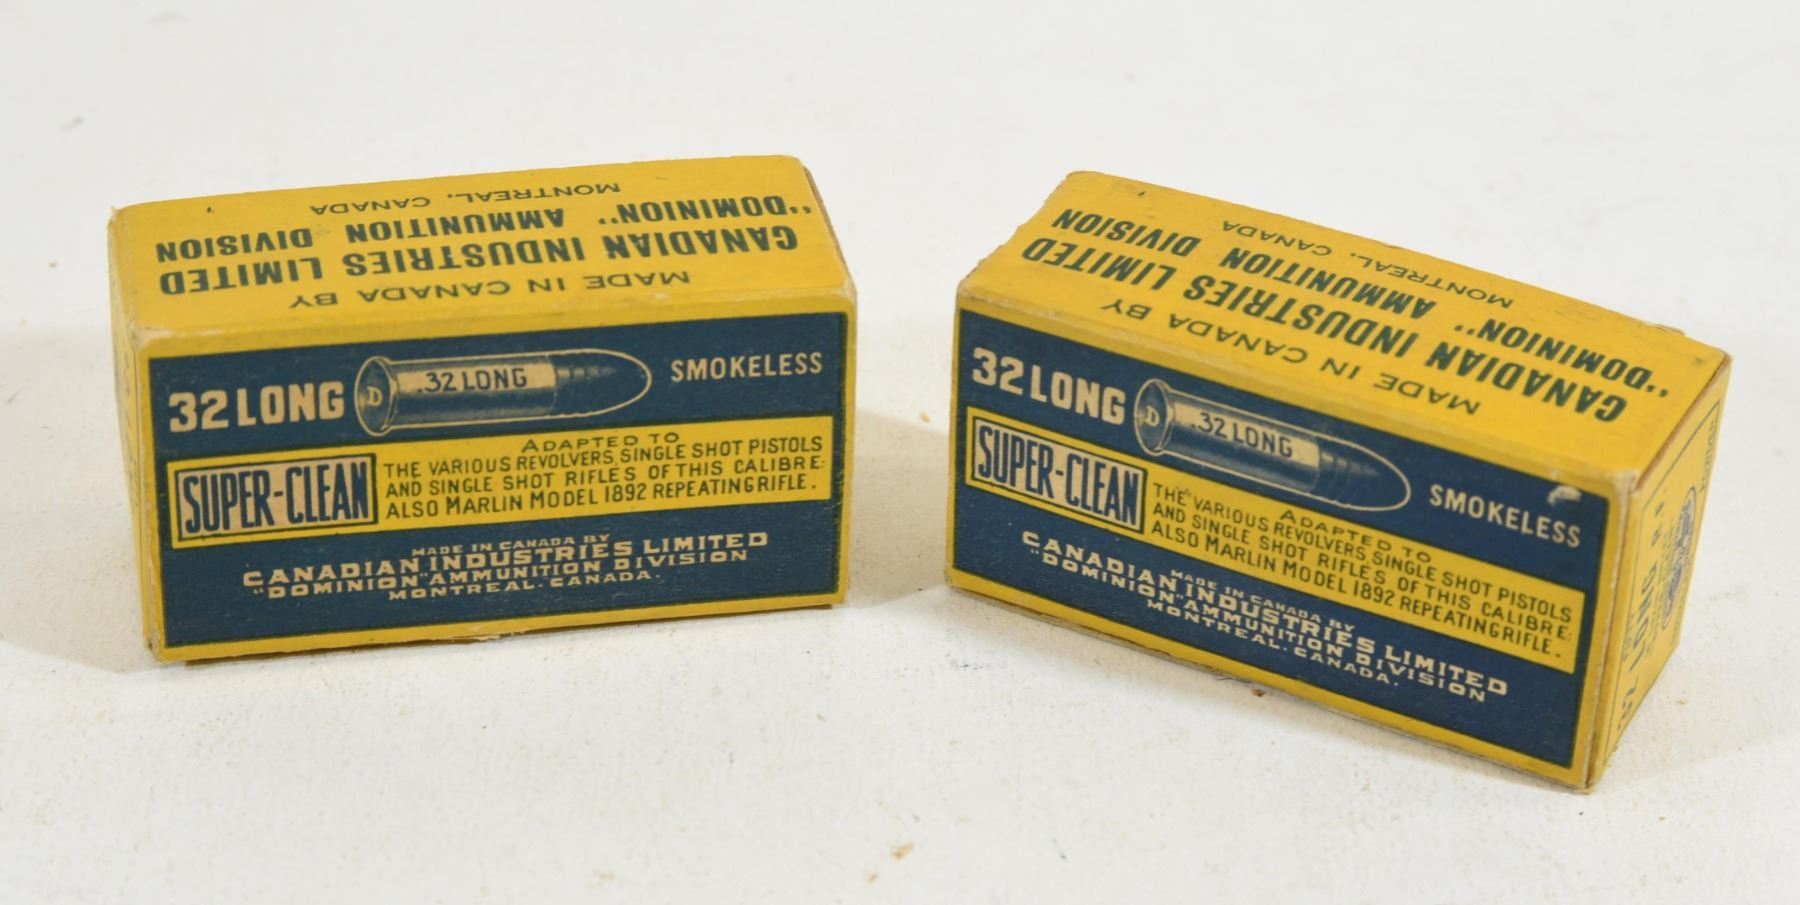 MADE IN CANADA BY
CANADIAN INDUSTRIES LIMITED
"DOMINION" AMMUNITION DIVISION
MONTREAL, CANADA
32 LONG
D
.32 LONG
SMOKELESS
SUPER-CLEAN
ADAPTED TO
THE VARIOUS REVOLVERS, SINGLE SHOT PISTOLS
AND SINGLE SHOT RIFLES OF THIS CALIBRE:
ALSO MARLIN MODEL 1892 REPEATING RIFLE.
MADE IN CANADA BY
CANADIAN INDUSTRIES LIMITED
"DOMINION" AMMUNITION DIVISION
MONTREAL. CANADA.
MADE IN CANADA BY
CANADIAN INDUSTRIES LIMITED
"DOMINION" AMMUNITION DIVISION
MONTREAL, CANADA
32 LONG
D
.32 LONG
SMOKELESS
SUPER-CLEAN
ADAPTED TO
THE VARIOUS REVOLVERS, SINGLE SHOT PISTOLS
AND SINGLE SHOT RIFLES OF THIS CALIBRE:
ALSO MARLIN MODEL 1892 REPEATING RIFLE.
MADE IN CANADA BY
CANADIAN INDUSTRIES LIMITED
"DOMINION" AMMUNITION DIVISION
MONTREAL. CANADA.
32 LONG R.F.